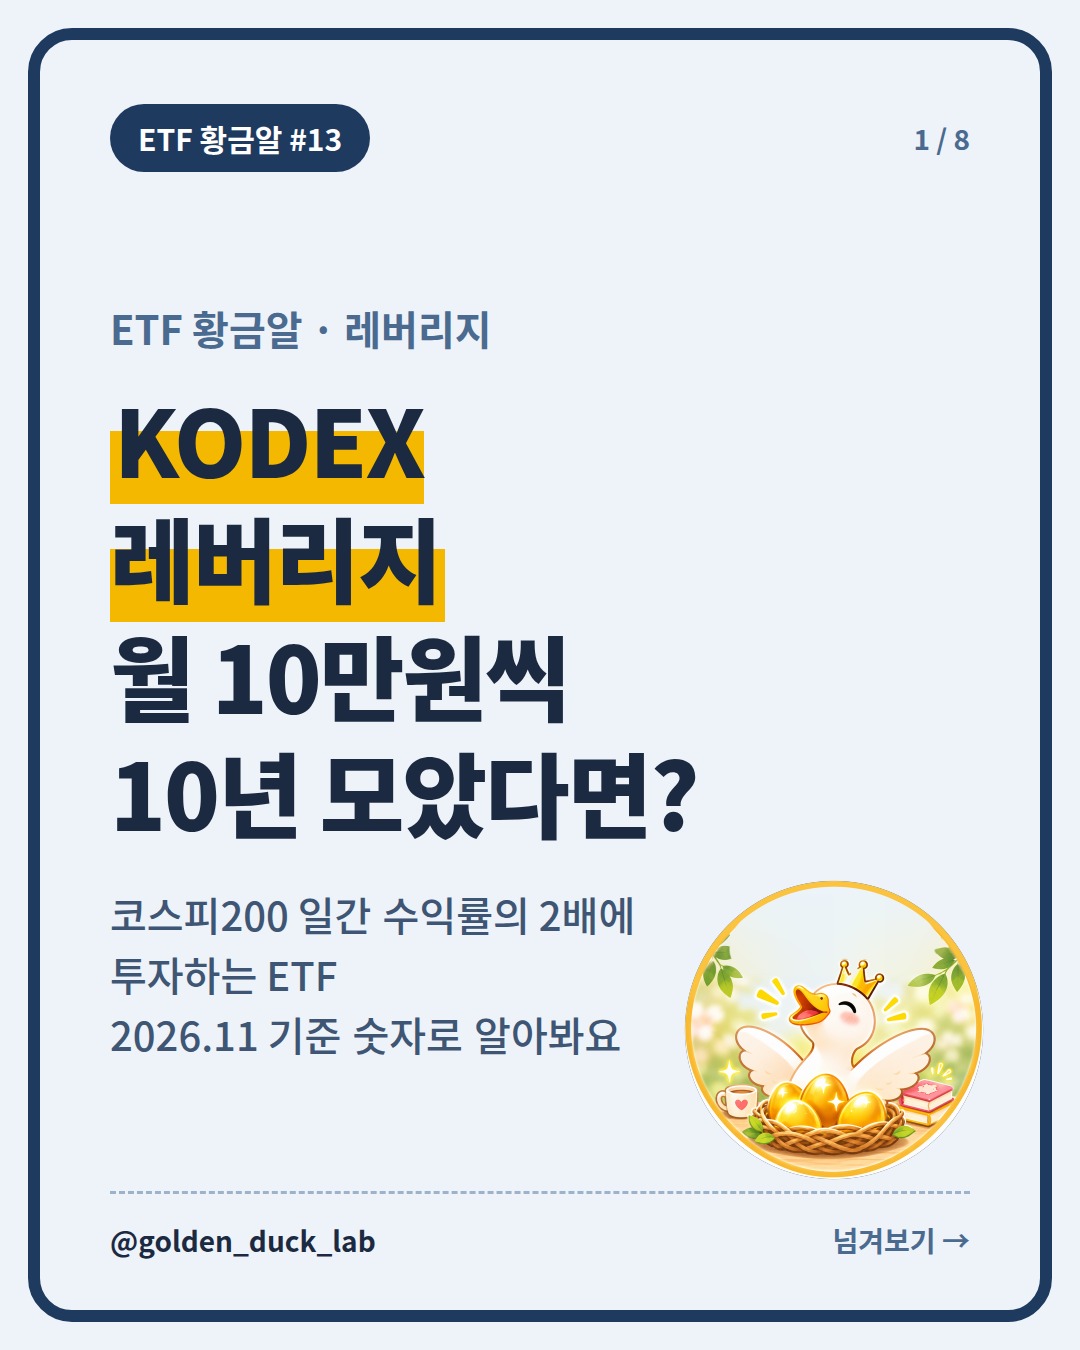 ETF 황금알 #13
1 / 8
ETF 황금알 · 레버리지
KODEX
레버리지
월 10만원씩
10년 모았다면?
코스피200 일간 수익률의 2배에
투자하는 ETF
2026.11 기준 숫자로 알아봐요
@golden_duck_lab
넘겨보기 →